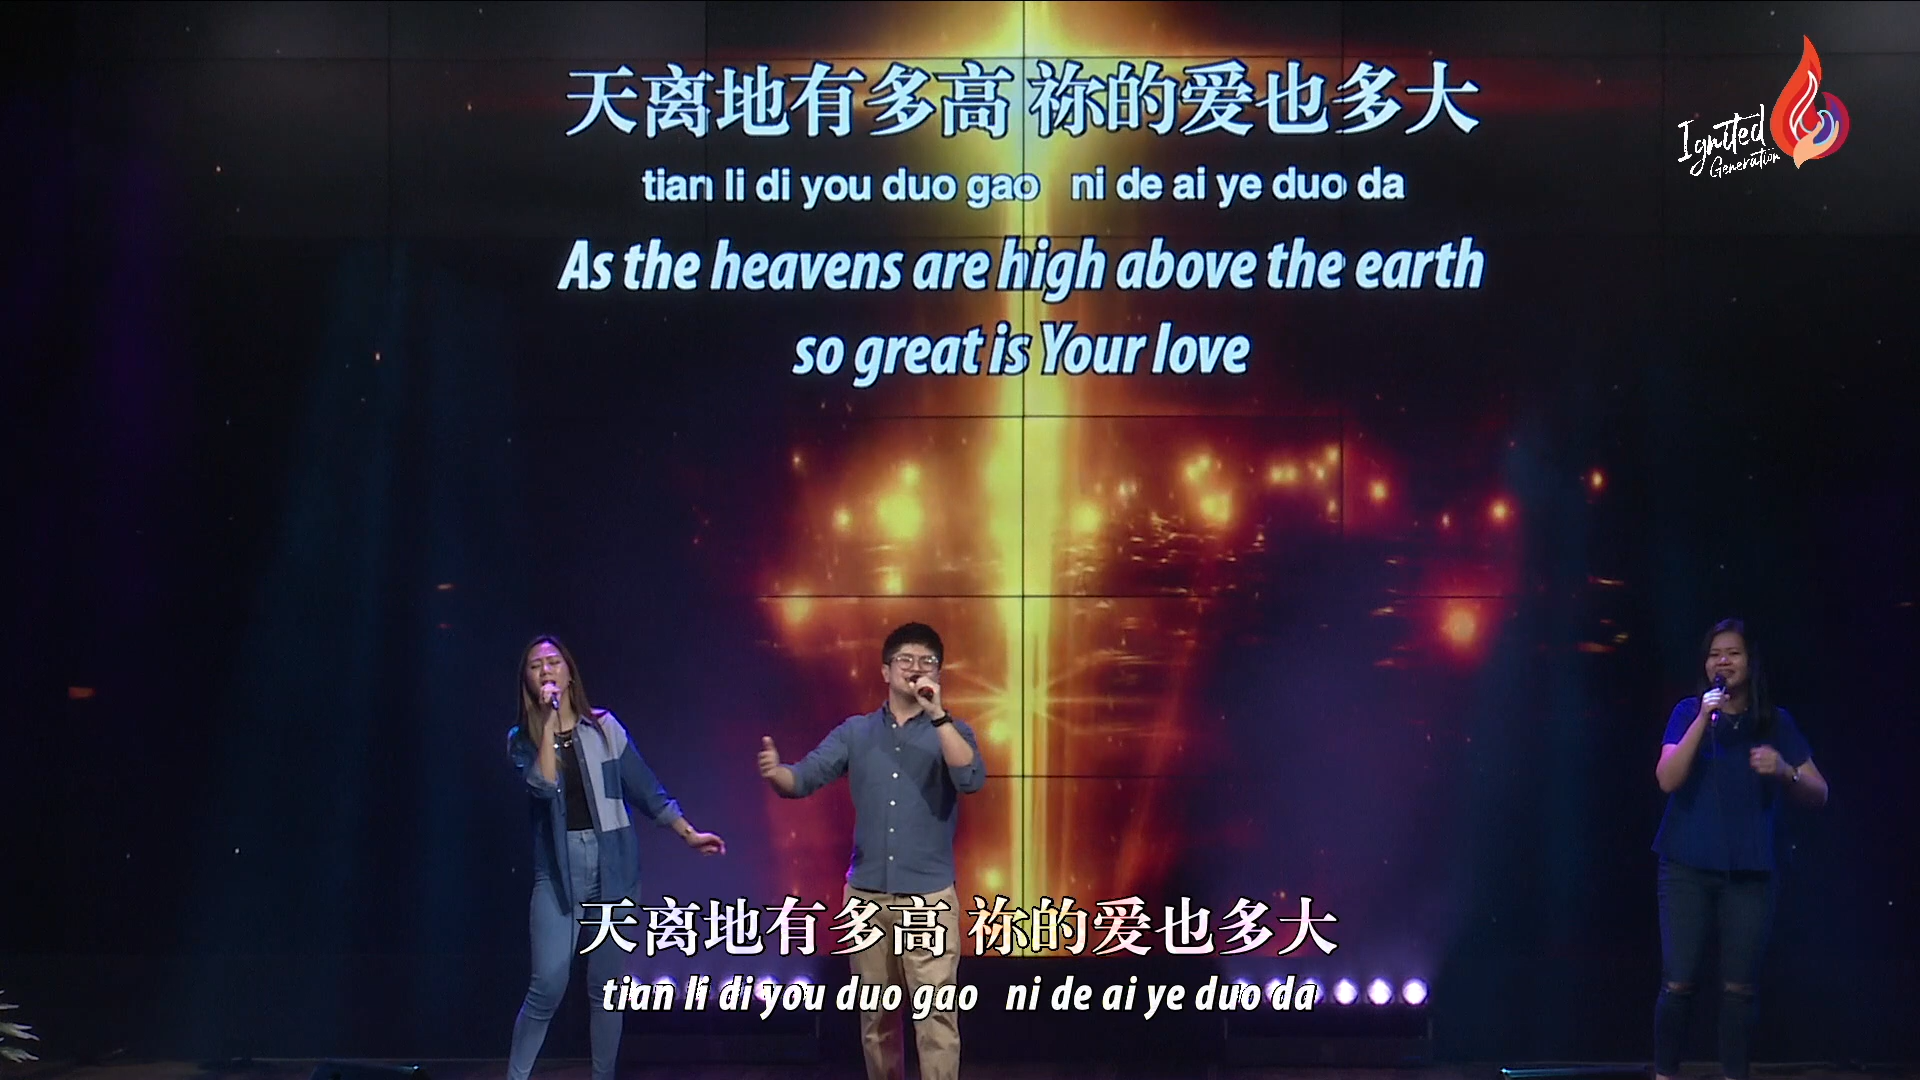 天离地有多高 祢的爱也多大
tian li di you duo gao ni de ai ye duo da
As the heavens are high above the earth
so great is Your love
Ignited
Generation
天离地有多高 祢的爱也多大
tian li di you duo gao ni de ai ye duo da